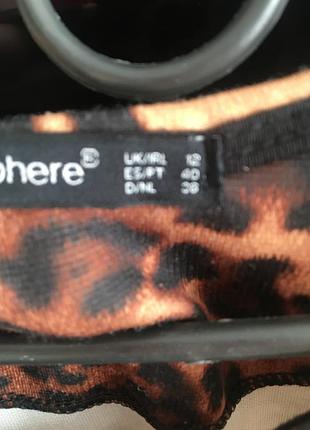 phere®
UK/IRL 12
ES/PT 40
D/NL 38